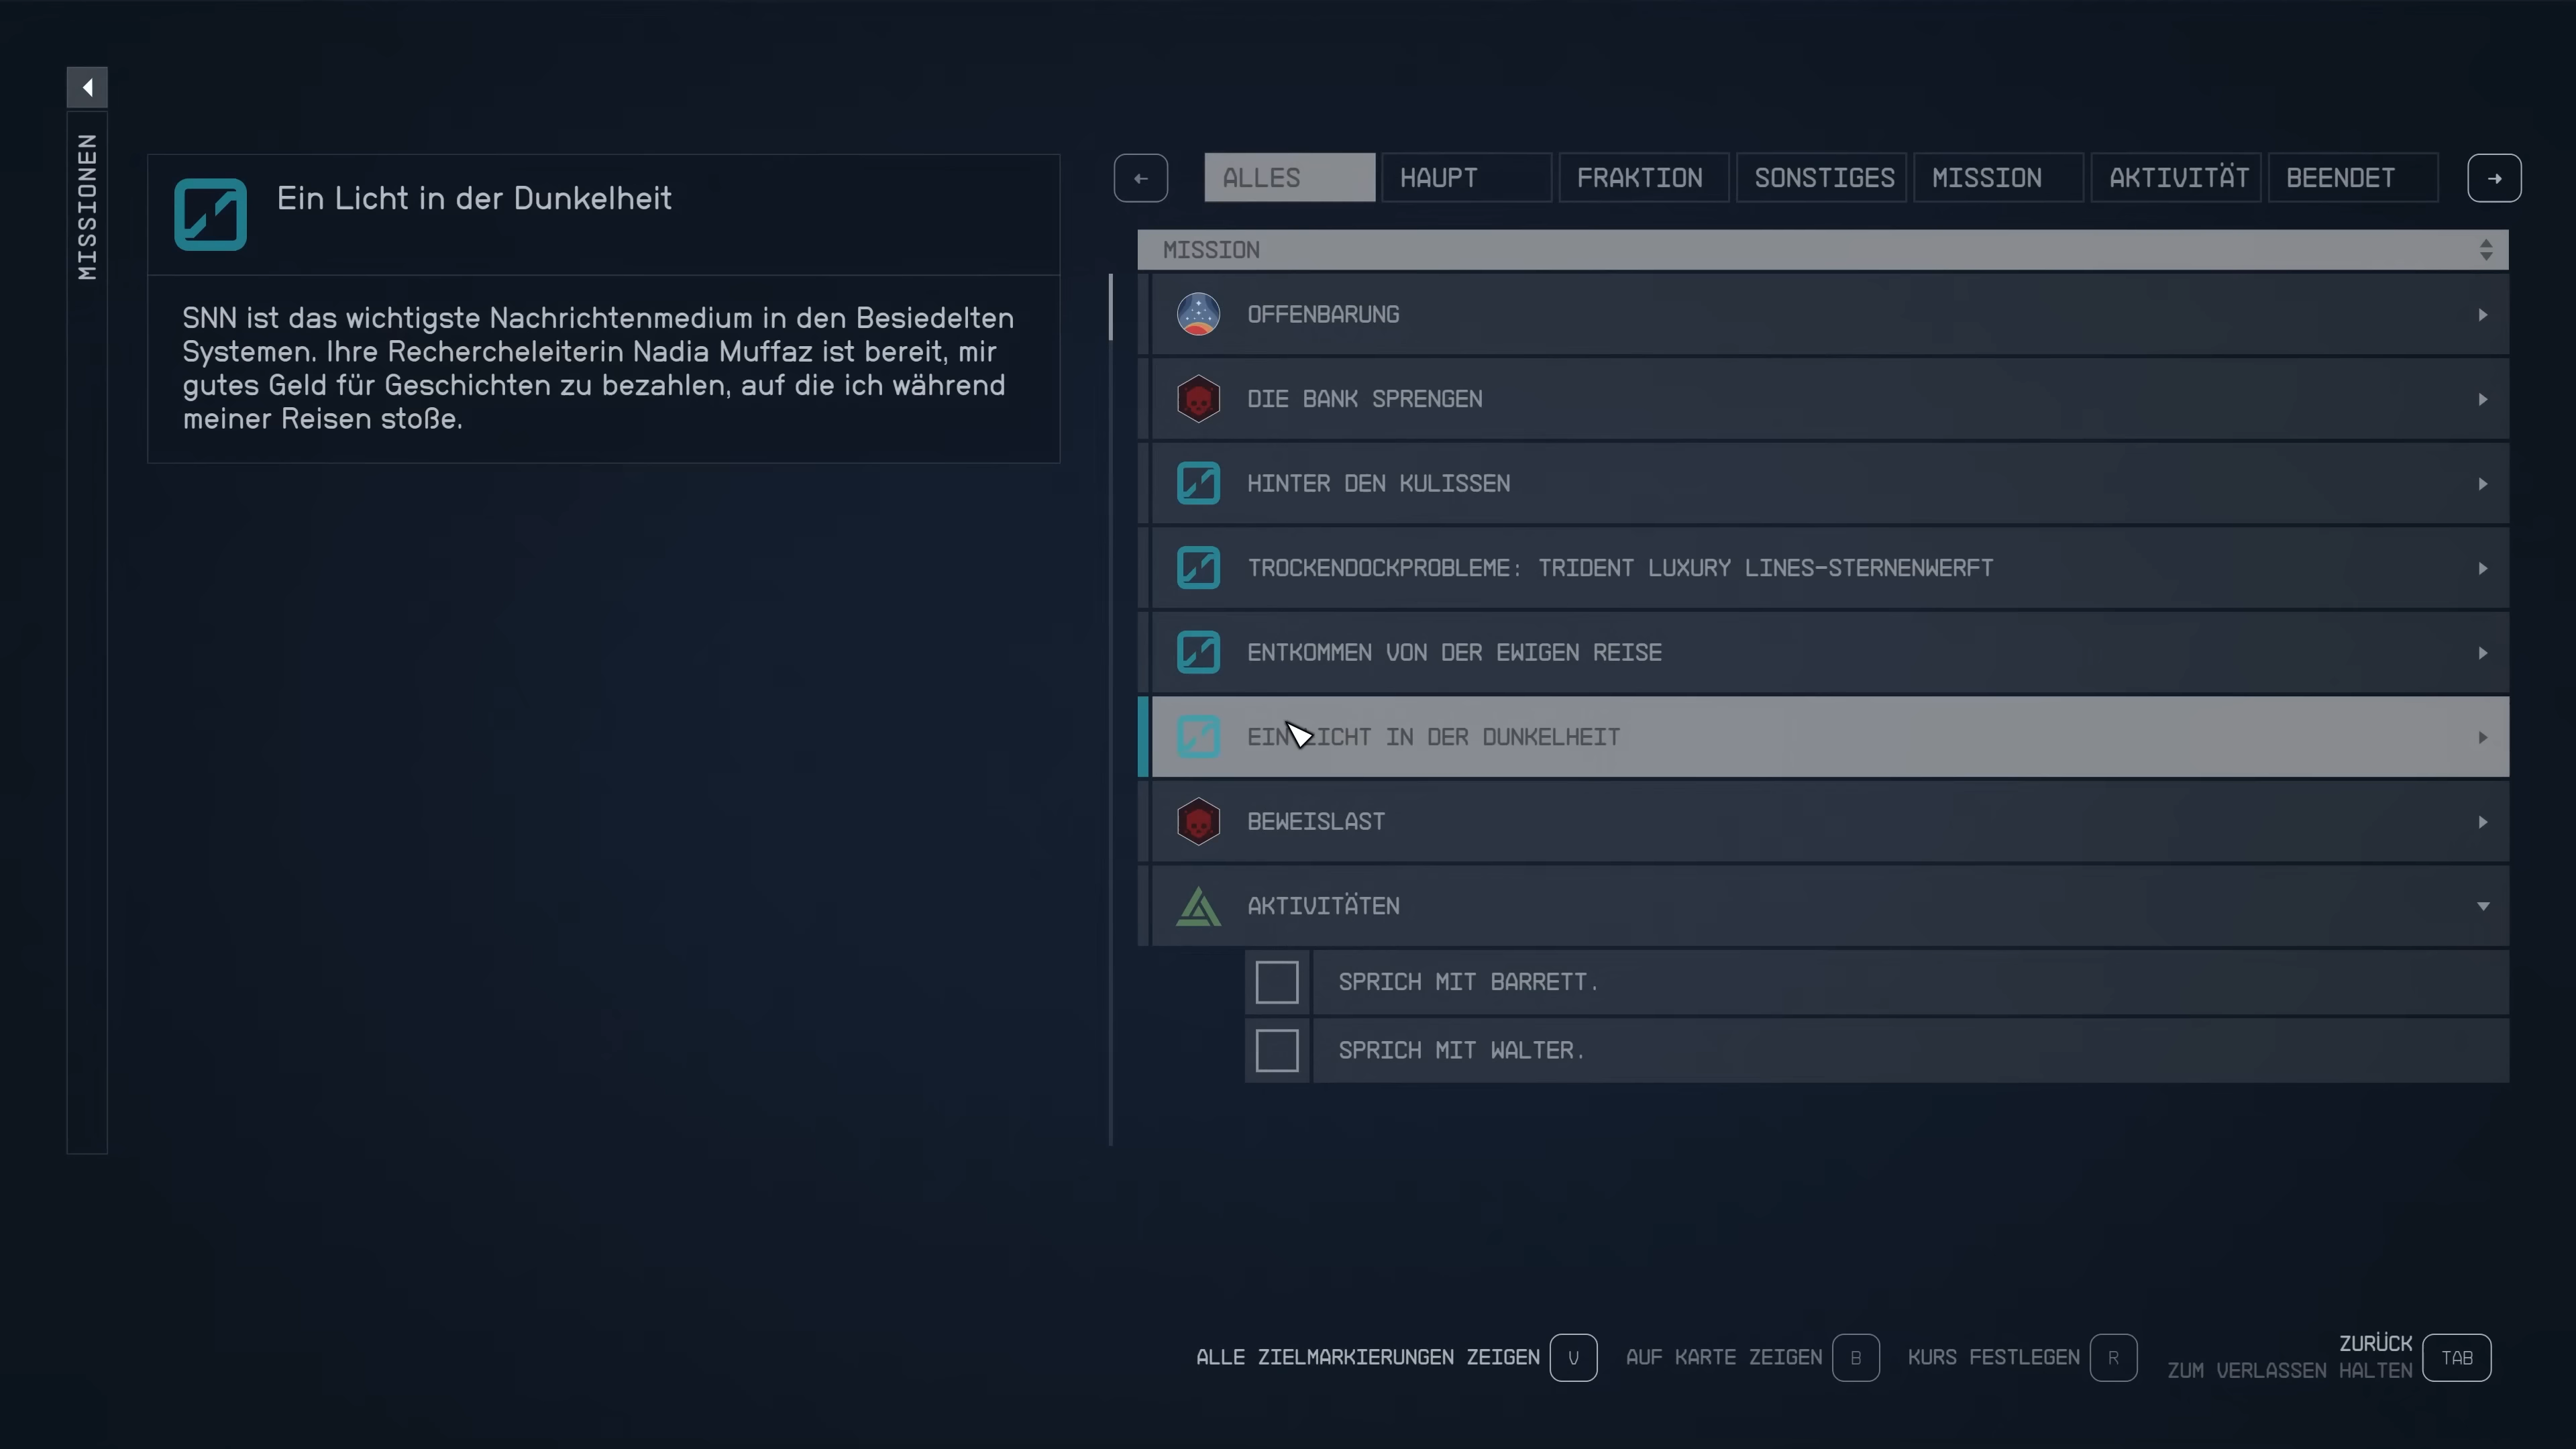 MISSIONEN
Ein Licht in der Dunkelheit
SNN ist das wichtigste Nachrichtenmedium in den Besiedelten
Systemen. Ihre Rechercheleiterin Nadia Muffaz ist bereit, mir
gutes Geld für Geschichten zu bezahlen, auf die ich während
meiner Reisen stoße.
ALLES HAUPT FRAKTION SONSTIGES MISSION AKTIVITÄT BEENDET
MISSION
OFFENBARUNG
DIE BANK SPRENGEN
HINTER DEN KULISSEN
TROCKENDOCKPROBLEME: TRIDENT LUXURY LINES-STERNENWERFT
ENTKOMMEN VON DER EWIGEN REISE
EIN LICHT IN DER DUNKELHEIT
BEWEISLAST
AKTIVITÄTEN
SPRICH MIT BARRETT.
SPRICH MIT WALTER.
ALLE ZIELMARKIERUNGEN ZEIGEN V AUF KARTE ZEIGEN B KURS FESTLEGEN R ZURÜCK TAB
ZUM VERLASSEN HALTEN